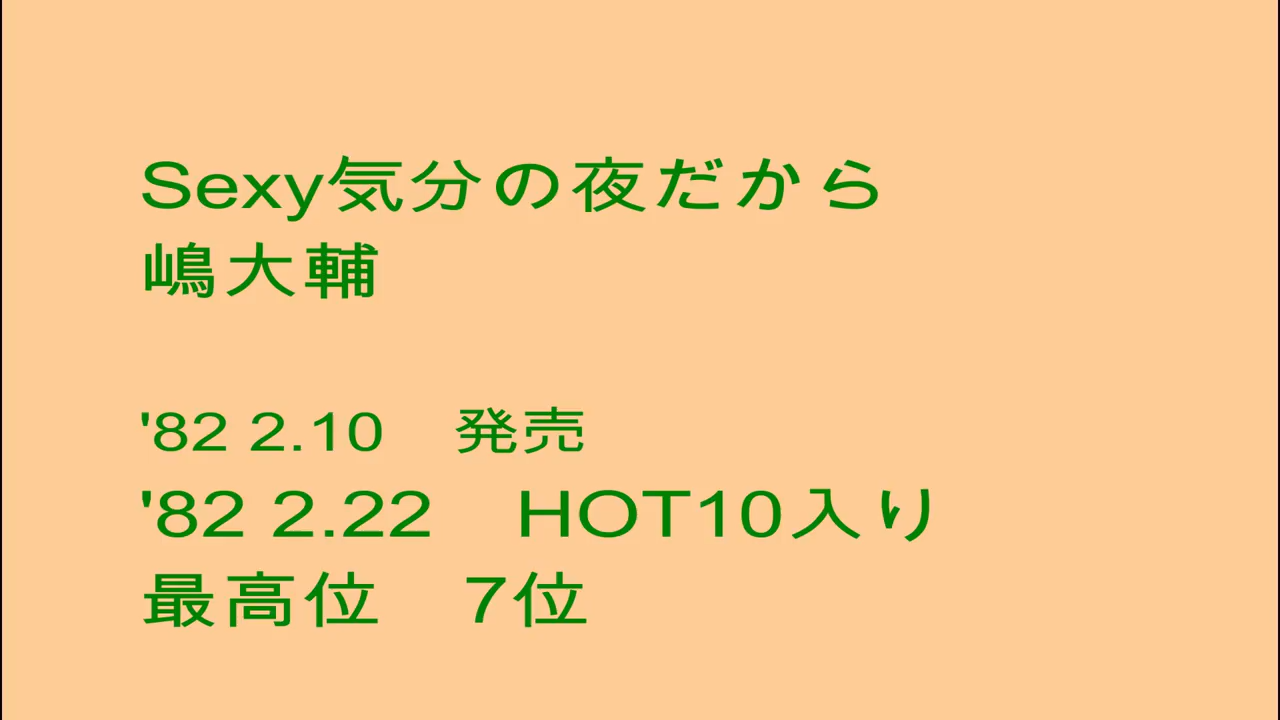 Sexy気分の夜だから
嶋大輔
'82 2.10　発売
'82 2.22　HOT10入り
最高位　7位